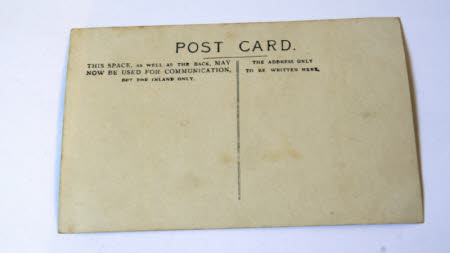 POST CARD.
THIS SPACE, AS WELL AS THE BACK, MAY
NOW BE USED FOR COMMUNICATION,
BUT FOR INLAND ONLY.
THE ADDRESS ONLY
TO BE WRITTEN HERE.